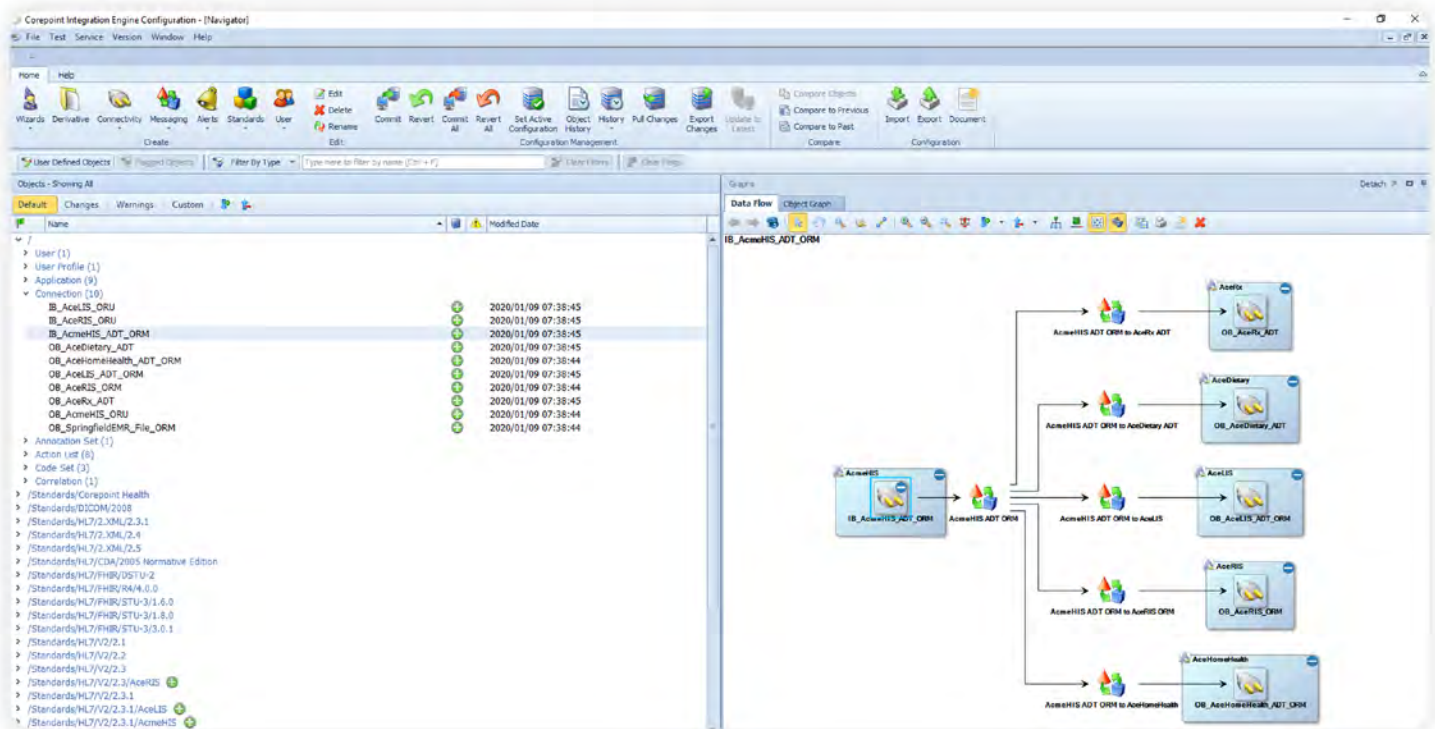 Corepoint Integration Engine Configuration - [Navigator]
File Test Service Version Window Help
Home Help
Wizards Derivative Connectivity Messaging Alerts Standards User
Edit
Delete
Rename
Commit Revert Commit All Revert All Set Active Configuration Object History History Pull Changes Export Changes Update to Latest
Compare Objects
Compare to Previous
Compare to Past
Import Export Document
Create Edit Configuration Management Compare Configuration
User Defined Objects Flagged Objects Filter By Type Type here to filter by name [Ctrl + F] Clear Filters Clear Flags
Objects - Showing All
Default Changes Warnings Custom
Name Modified Date
/
User (1)
User Profile (1)
Application (9)
Connection (10)
IB_AceLIS_ORU 2020/01/09 07:38:45
IB_AceRIS_ORU 2020/01/09 07:38:45
IB_AcmeHIS_ADT_ORM 2020/01/09 07:38:45
OB_AceDietary_ADT 2020/01/09 07:38:45
OB_AceHomeHealth_ADT_ORM 2020/01/09 07:38:44
OB_AceLIS_ADT_ORM 2020/01/09 07:38:45
OB_AceRIS_ORM 2020/01/09 07:38:44
OB_AceRx_ADT 2020/01/09 07:38:45
OB_AcmeHIS_ORU 2020/01/09 07:38:44
OB_SpringfieldEMR_File_ORM 2020/01/09 07:38:44
Annotation Set (1)
Action List (8)
Code Set (3)
Correlation (1)
/Standards/Corepoint Health
/Standards/DICOM/2008
/Standards/HL7/2.XML/2.3.1
/Standards/HL7/2.XML/2.4
/Standards/HL7/2.XML/2.5
/Standards/HL7/CDA/2005 Normative Edition
/Standards/HL7/FHIR/DSTU-2
/Standards/HL7/FHIR/R4/4.0.0
/Standards/HL7/FHIR/STU-3/1.6.0
/Standards/HL7/FHIR/STU-3/1.8.0
/Standards/HL7/FHIR/STU-3/3.0.1
/Standards/HL7/V2/2.1
/Standards/HL7/V2/2.2
/Standards/HL7/V2/2.3
/Standards/HL7/V2/2.3/AceRIS
/Standards/HL7/V2/2.3.1
/Standards/HL7/V2/2.3.1/AceLIS
/Standards/HL7/V2/2.3.1/AcmeHIS
Graphs Detach
Data Flow Object Graph
IB_AcmeHIS_ADT_ORM
AceRx
AcmeHIS ADT ORM to AceRx ADT OB_AceRx_ADT
AceDietary
AcmeHIS ADT ORM to AceDietary ADT OB_AceDietary_ADT
AcmeHIS AceLIS
IB_AcmeHIS_ADT_ORM AcmeHIS ADT ORM AcmeHIS ADT ORM to AceLIS OB_AceLIS_ADT_ORM
AceRIS
AcmeHIS ADT ORM to AceRIS ORM OB_AceRIS_ORM
AceHomeHealth
AcmeHIS ADT ORM to AceHomeHealth OB_AceHomeHealth_ADT_ORM